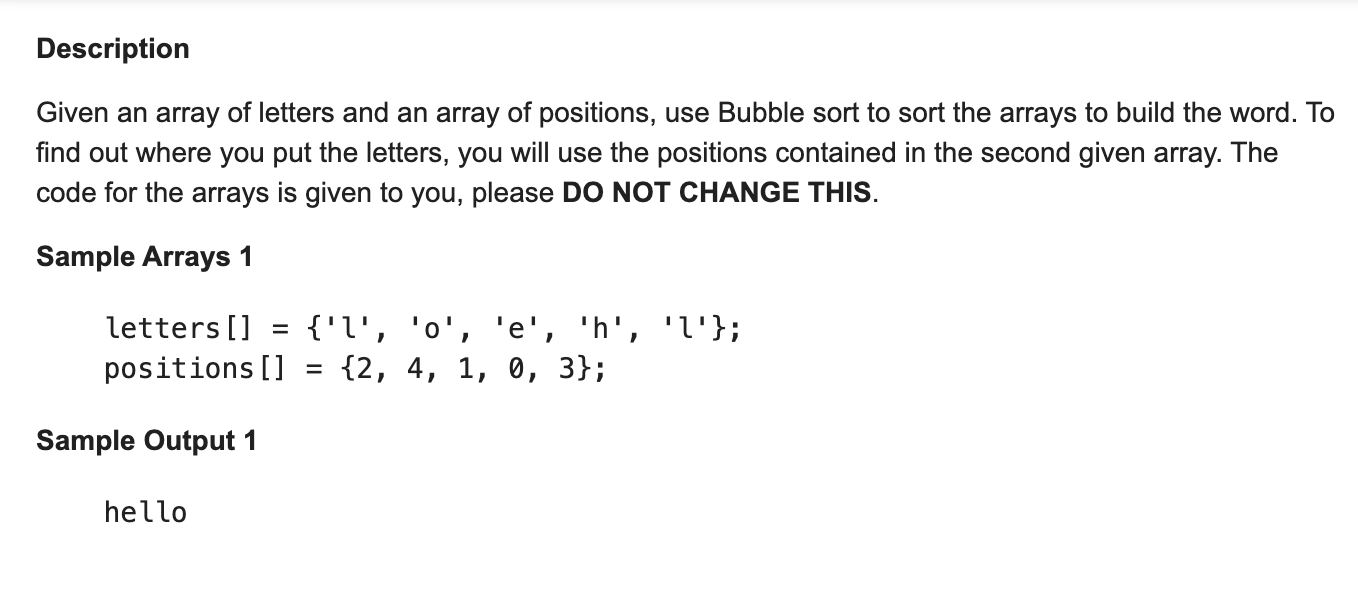 Description
Given an array of letters and an array of positions, use Bubble sort to sort the arrays to build the word. To
find out where you put the letters, you will use the positions contained in the second given array. The
code for the arrays is given to you, please DO NOT CHANGE THIS.
Sample Arrays 1
letters[] = {'l', 'o', 'e', 'h', 'l'};
positions[] = {2, 4, 1, 0, 3};
Sample Output 1
hello